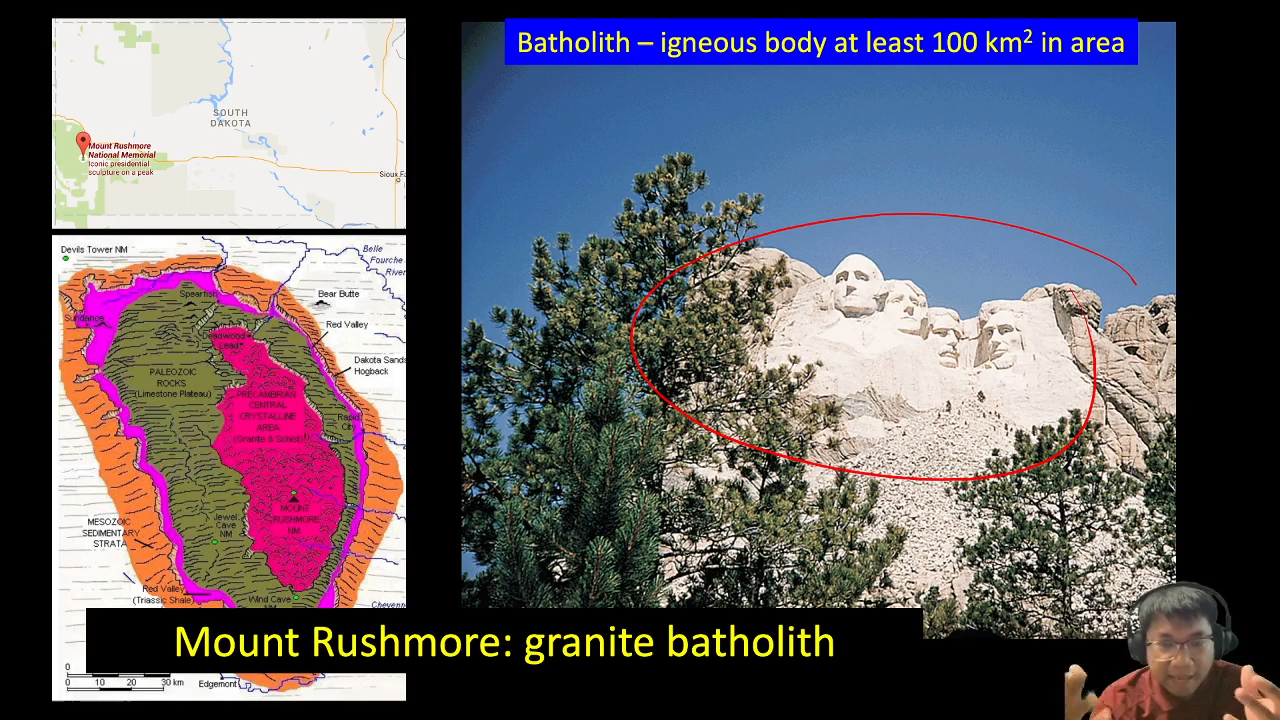 Batholith – igneous body at least 100 km² in area
SOUTH
DAKOTA
Mount Rushmore
National Memorial
Iconic presidential
sculpture on a peak
Sioux Fa
Devils Tower NM
Belle
Fourche
River
Spearfish
Bear Butte
Sundance
Red Valley
Deadwood
Lead
Dakota Sands
Hogback
PALEOZOIC
ROCKS
(Limestone Plateau)
PRECAMBRIAN
CENTRAL
CRYSTALLINE
AREA
(Granite & Schist)
Rapid
City
MOUNT
RUSHMORE
NM
Jewel
Cave
NM
MESOZOIC
SEDIMENTARY
STRATA
Red Valley
(Triassic Shale)
Wind Cave
Cheyenn
Mount Rushmore: granite batholith
0
0 10 20 30 km
Edgemont